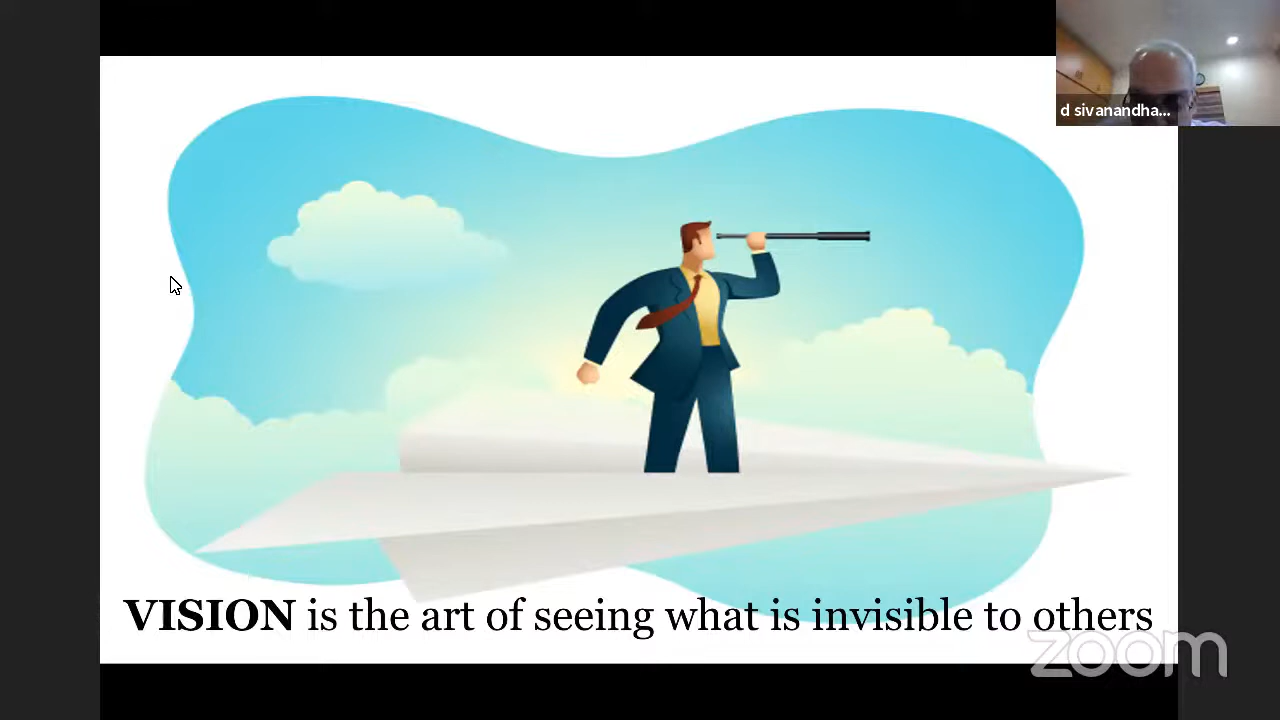 d sivanandha...
VISION is the art of seeing what is invisible to others
zoom